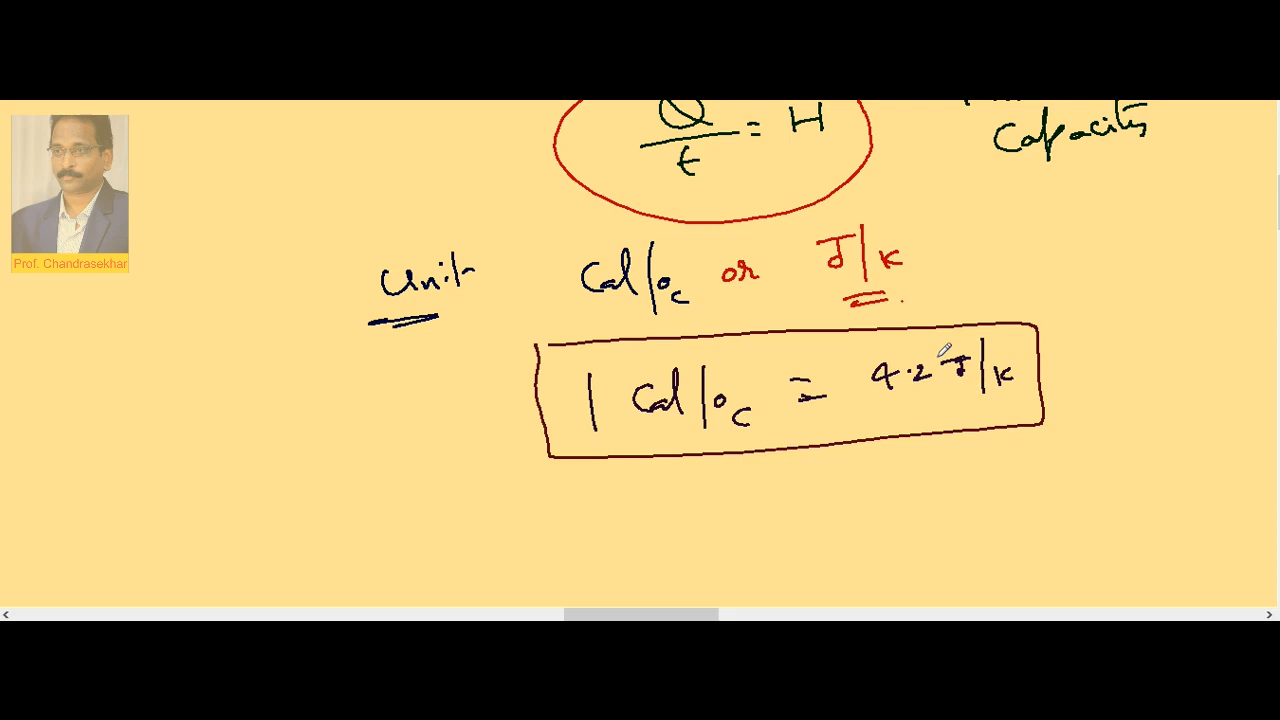 Q/t = H
Capacity
Prof. Chandrasekhar
Unit Cal/°C or J/K.
1 Cal/°C = 4.2 J/K